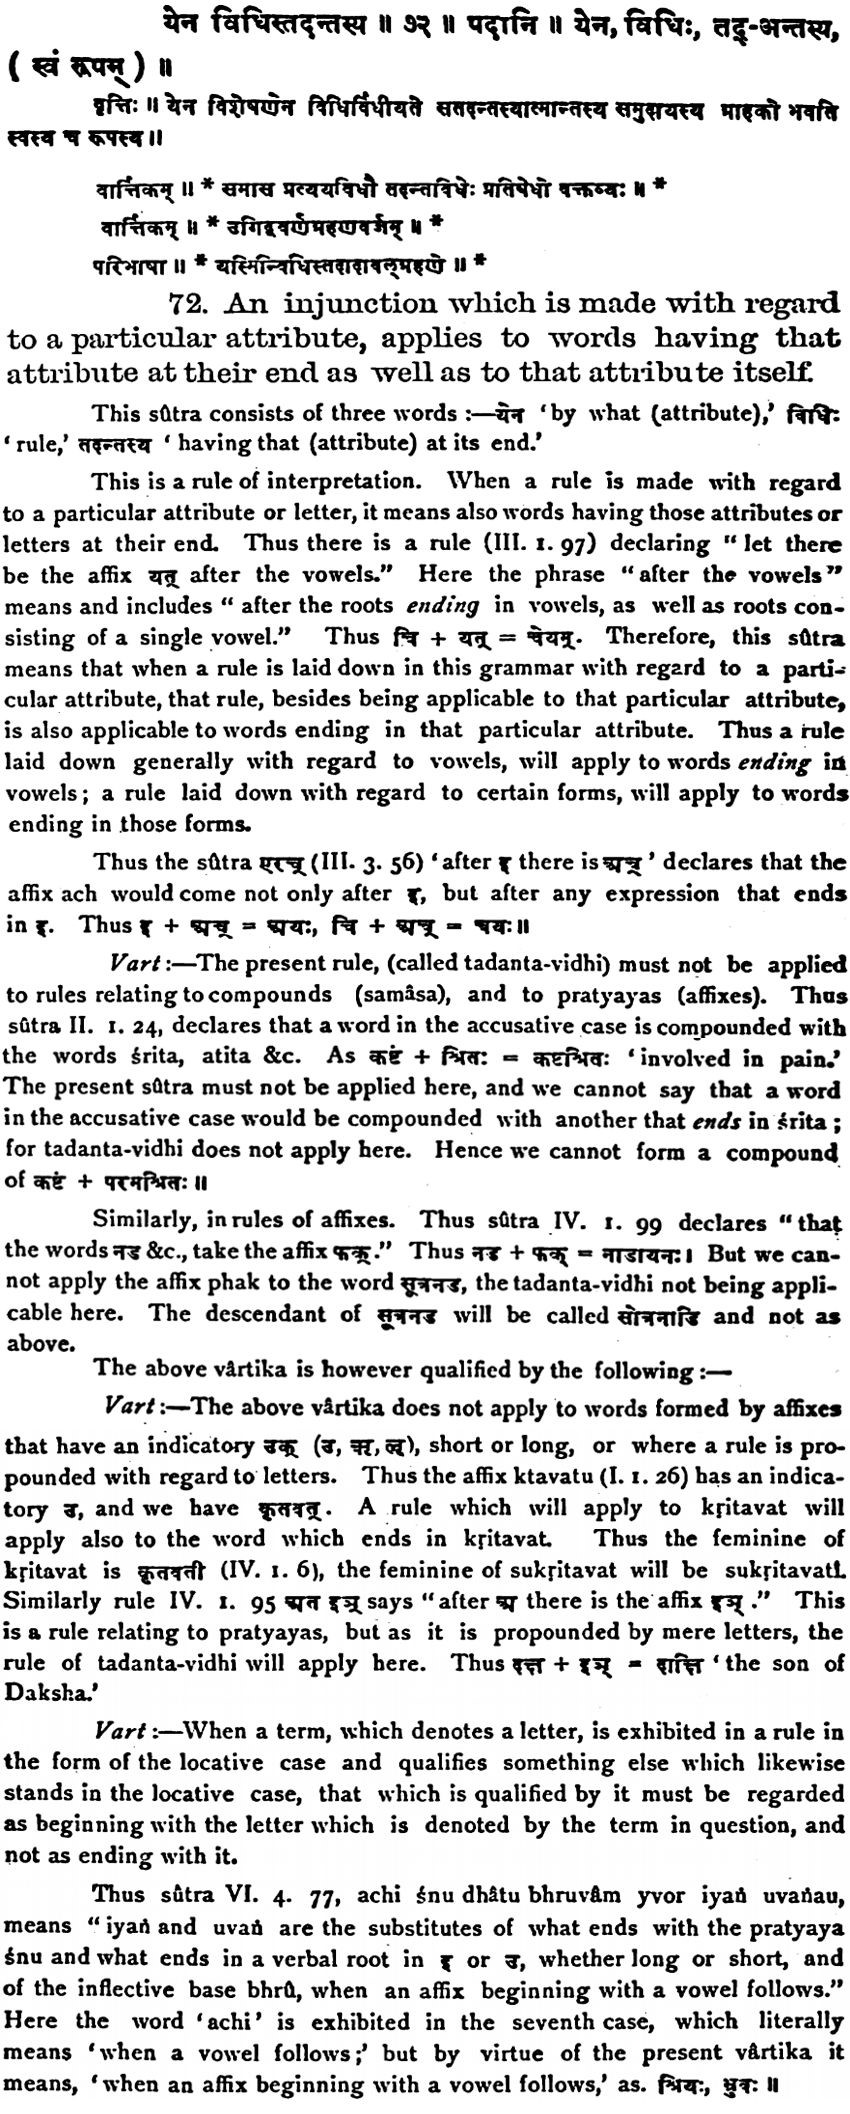 येन विधिस्तदन्तस्य ॥ ७२ ॥ पदानि ॥ येन, विधिः, तद्-अन्तस्य,
( स्वं रूपम् ) ॥
वृत्तिः ॥ येन विशेषणेन विधिर्विधीयते सतदन्तस्यात्मान्तस्य समुदायस्य ग्राहको भवति
स्वस्य च रूपस्य ॥
वार्त्तिकम् ॥ * समास प्रत्ययविधौ तदन्तविधेः प्रतिषेधो वक्तव्यः ॥ *
वार्त्तिकम् ॥ * उगिद्वर्णग्रहणवर्जम् ॥ *
परिभाषा ॥ * यस्मिन्विधिस्तदादावल्ग्रहणे ॥ *
72. An injunction which is made with regard
to a particular attribute, applies to words having that
attribute at their end as well as to that attribute itself.
This sûtra consists of three words :—येन ‘by what (attribute),’ विधिः
‘rule,’ तदन्तस्य ‘having that (attribute) at its end.’
This is a rule of interpretation. When a rule is made with regard
to a particular attribute or letter, it means also words having those attributes or
letters at their end. Thus there is a rule (III. 1. 97) declaring “let there
be the affix यत् after the vowels.” Here the phrase “after the vowels”
means and includes “after the roots ending in vowels, as well as roots con-
sisting of a single vowel.” Thus चि + यत् = चेयम्. Therefore, this sûtra
means that when a rule is laid down in this grammar with regard to a parti-
cular attribute, that rule, besides being applicable to that particular attribute,
is also applicable to words ending in that particular attribute. Thus a rule
laid down generally with regard to vowels, will apply to words ending in
vowels; a rule laid down with regard to certain forms, will apply to words
ending in those forms.
Thus the sûtra एरच् (III. 3. 56) ‘after इ there is अच्’ declares that the
affix ach would come not only after इ, but after any expression that ends
in इ. Thus इ + अच् = अयः, चि + अच् = चयः॥
Vart :—The present rule, (called tadanta-vidhi) must not be applied
to rules relating to compounds (samâsa), and to pratyayas (affixes). Thus
sûtra II. 1. 24, declares that a word in the accusative case is compounded with
the words śrita, atita &c. As कष्टं + श्रितः = कष्टश्रितः ‘involved in pain.’
The present sûtra must not be applied here, and we cannot say that a word
in the accusative case would be compounded with another that ends in śrita ;
for tadanta-vidhi does not apply here. Hence we cannot form a compound
of कष्टं + परमश्रितः ॥
Similarly, in rules of affixes. Thus sûtra IV. 1. 99 declares “that
the words नड &c., take the affix फक्.” Thus नड + फक् = नाडायनः। But we can-
not apply the affix phak to the word सूत्रनड, the tadanta-vidhi not being appli-
cable here. The descendant of सूत्रनड will be called सौत्रनाडि and not as
above.
The above vârtika is however qualified by the following :—
Vart :—The above vârtika does not apply to words formed by affixes
that have an indicatory उक् (उ, ऋ, ऌ), short or long, or where a rule is pro-
pounded with regard to letters. Thus the affix ktavatu (I. 1. 26) has an indica-
tory उ, and we have कृतवत्. A rule which will apply to kṛitavat will
apply also to the word which ends in kṛitavat. Thus the feminine of
kṛitavat is कृतवती (IV. 1. 6), the feminine of sukṛitavat will be sukṛitavatî.
Similarly rule IV. 1. 95 अत इञ् says “after अ there is the affix इञ्.” This
is a rule relating to pratyayas, but as it is propounded by mere letters, the
rule of tadanta-vidhi will apply here. Thus दक्ष + इञ् = दाक्षि ‘the son of
Daksha.’
Vart :—When a term, which denotes a letter, is exhibited in a rule in
the form of the locative case and qualifies something else which likewise
stands in the locative case, that which is qualified by it must be regarded
as beginning with the letter which is denoted by the term in question, and
not as ending with it.
Thus sûtra VI. 4. 77, achi śnu dhâtu bhruvâm yvor iyaṅ uvaṅau,
means “iyaṅ and uvaṅ are the substitutes of what ends with the pratyaya
śnu and what ends in a verbal root in इ or उ, whether long or short, and
of the inflective base bhrû, when an affix beginning with a vowel follows.”
Here the word ‘achi’ is exhibited in the seventh case, which literally
means ‘when a vowel follows;’ but by virtue of the present vârtika it
means, ‘when an affix beginning with a vowel follows,’ as. श्रियः, भ्रुवः ॥